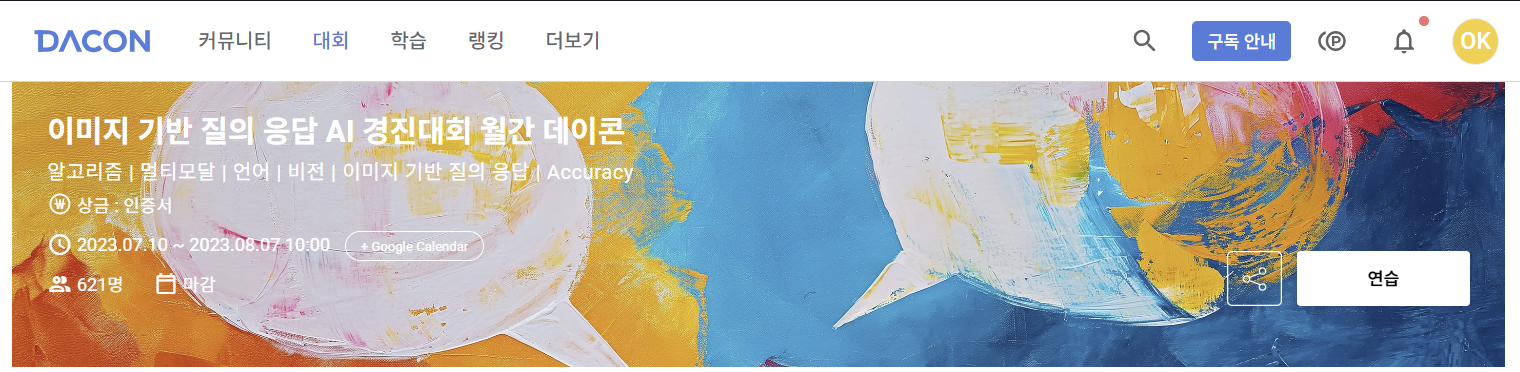 DACON 커뮤니티 대회 학습 랭킹 더보기 구독 안내 P OK
이미지 기반 질의 응답 AI 경진대회 월간 데이콘
알고리즘 | 멀티모달 | 언어 | 비전 | 이미지 기반 질의 응답 | Accuracy
₩ 상금 : 인증서
2023.07.10 ~ 2023.08.07 10:00 + Google Calendar
621명 마감
연습